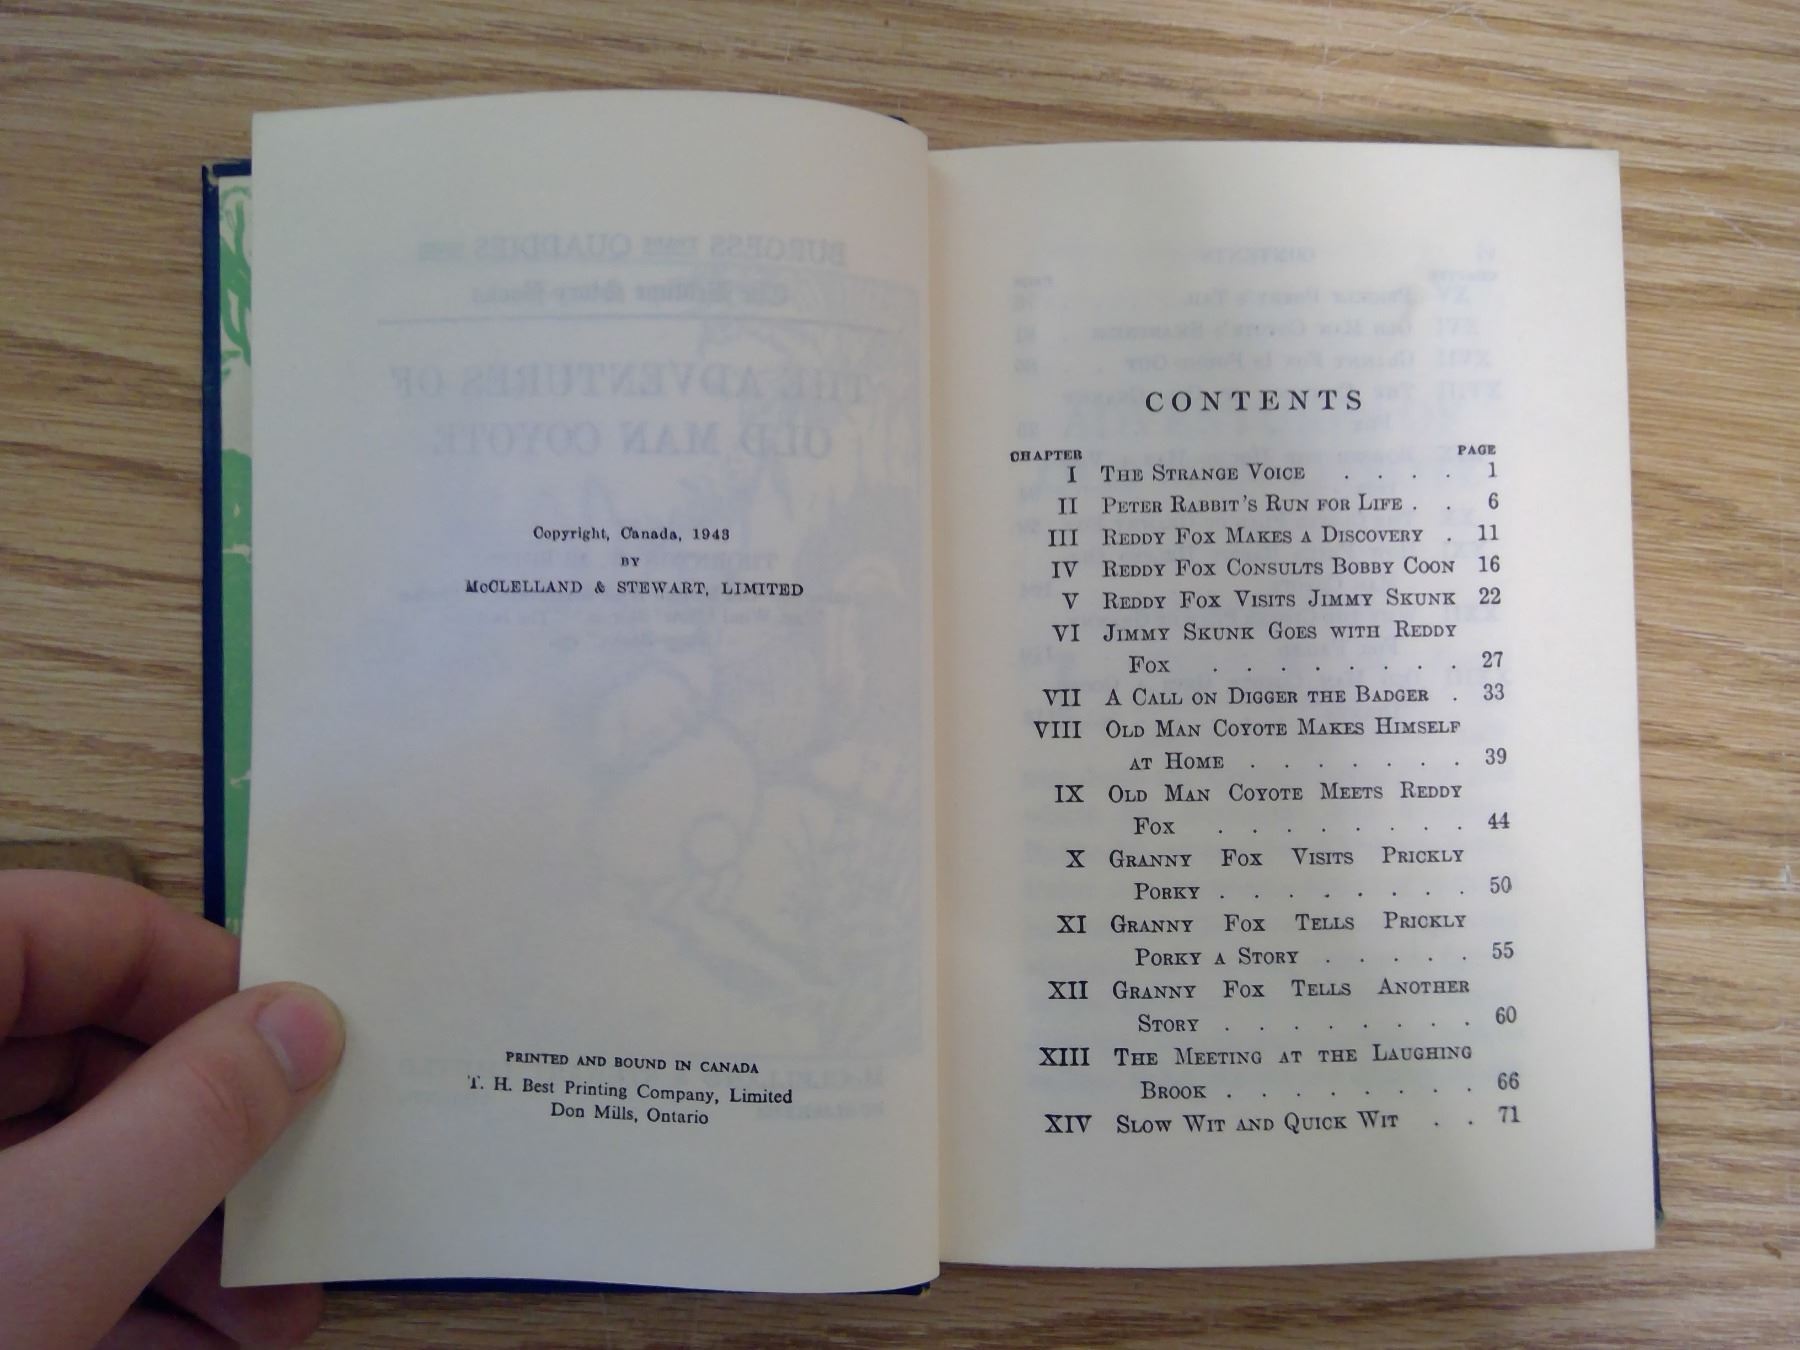 Copyright, Canada, 1943
BY
McCLELLAND & STEWART, LIMITED
PRINTED AND BOUND IN CANADA
T. H. Best Printing Company, Limited
Don Mills, Ontario
CONTENTS
CHAPTER PAGE
I THE STRANGE VOICE . . . . 1
II PETER RABBIT'S RUN FOR LIFE . . 6
III REDDY FOX MAKES A DISCOVERY . 11
IV REDDY FOX CONSULTS BOBBY COON 16
V REDDY FOX VISITS JIMMY SKUNK 22
VI JIMMY SKUNK GOES WITH REDDY
FOX . . . . . . . . 27
VII A CALL ON DIGGER THE BADGER . 33
VIII OLD MAN COYOTE MAKES HIMSELF
AT HOME . . . . . . . 39
IX OLD MAN COYOTE MEETS REDDY
FOX . . . . . . . . 44
X GRANNY FOX VISITS PRICKLY
PORKY . . . . . . . . 50
XI GRANNY FOX TELLS PRICKLY
PORKY A STORY . . . . . 55
XII GRANNY FOX TELLS ANOTHER
STORY . . . . . . . . 60
XIII THE MEETING AT THE LAUGHING
BROOK . . . . . . . . 66
XIV SLOW WIT AND QUICK WIT . . 71